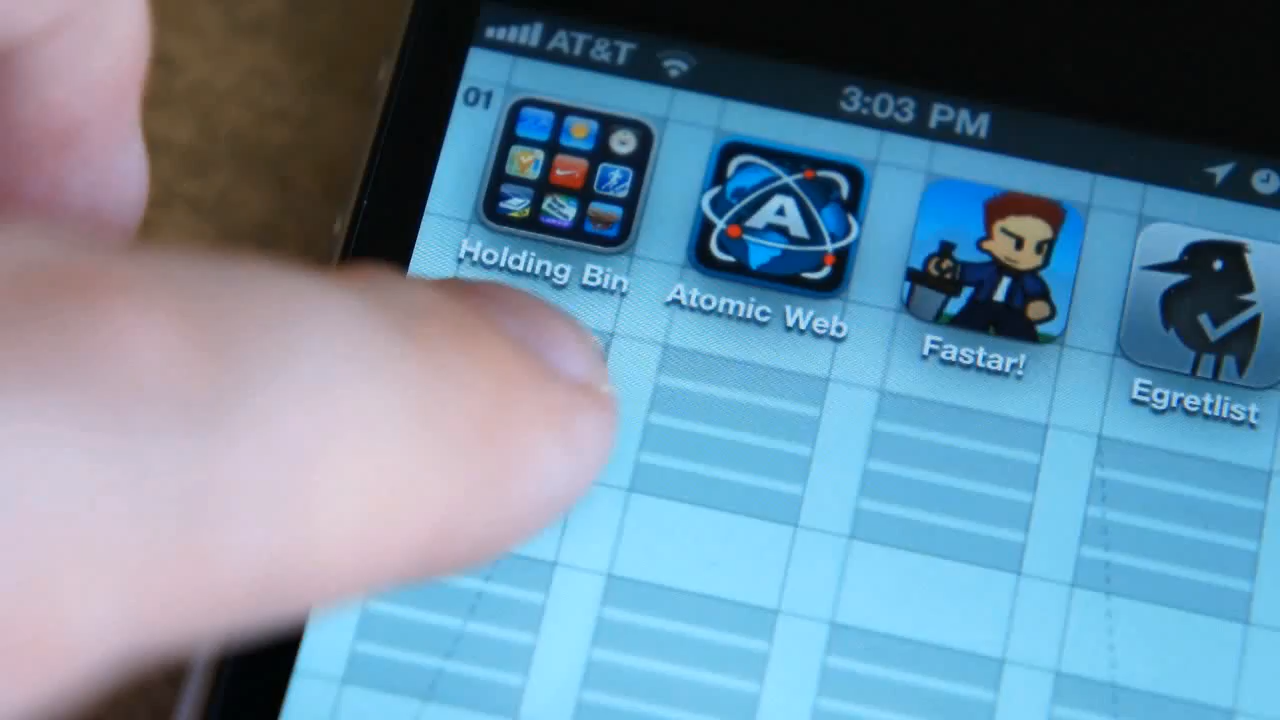 AT&T
3:03 PM
01
Holding Bin
A
Atomic Web
Fastar!
Egretlist